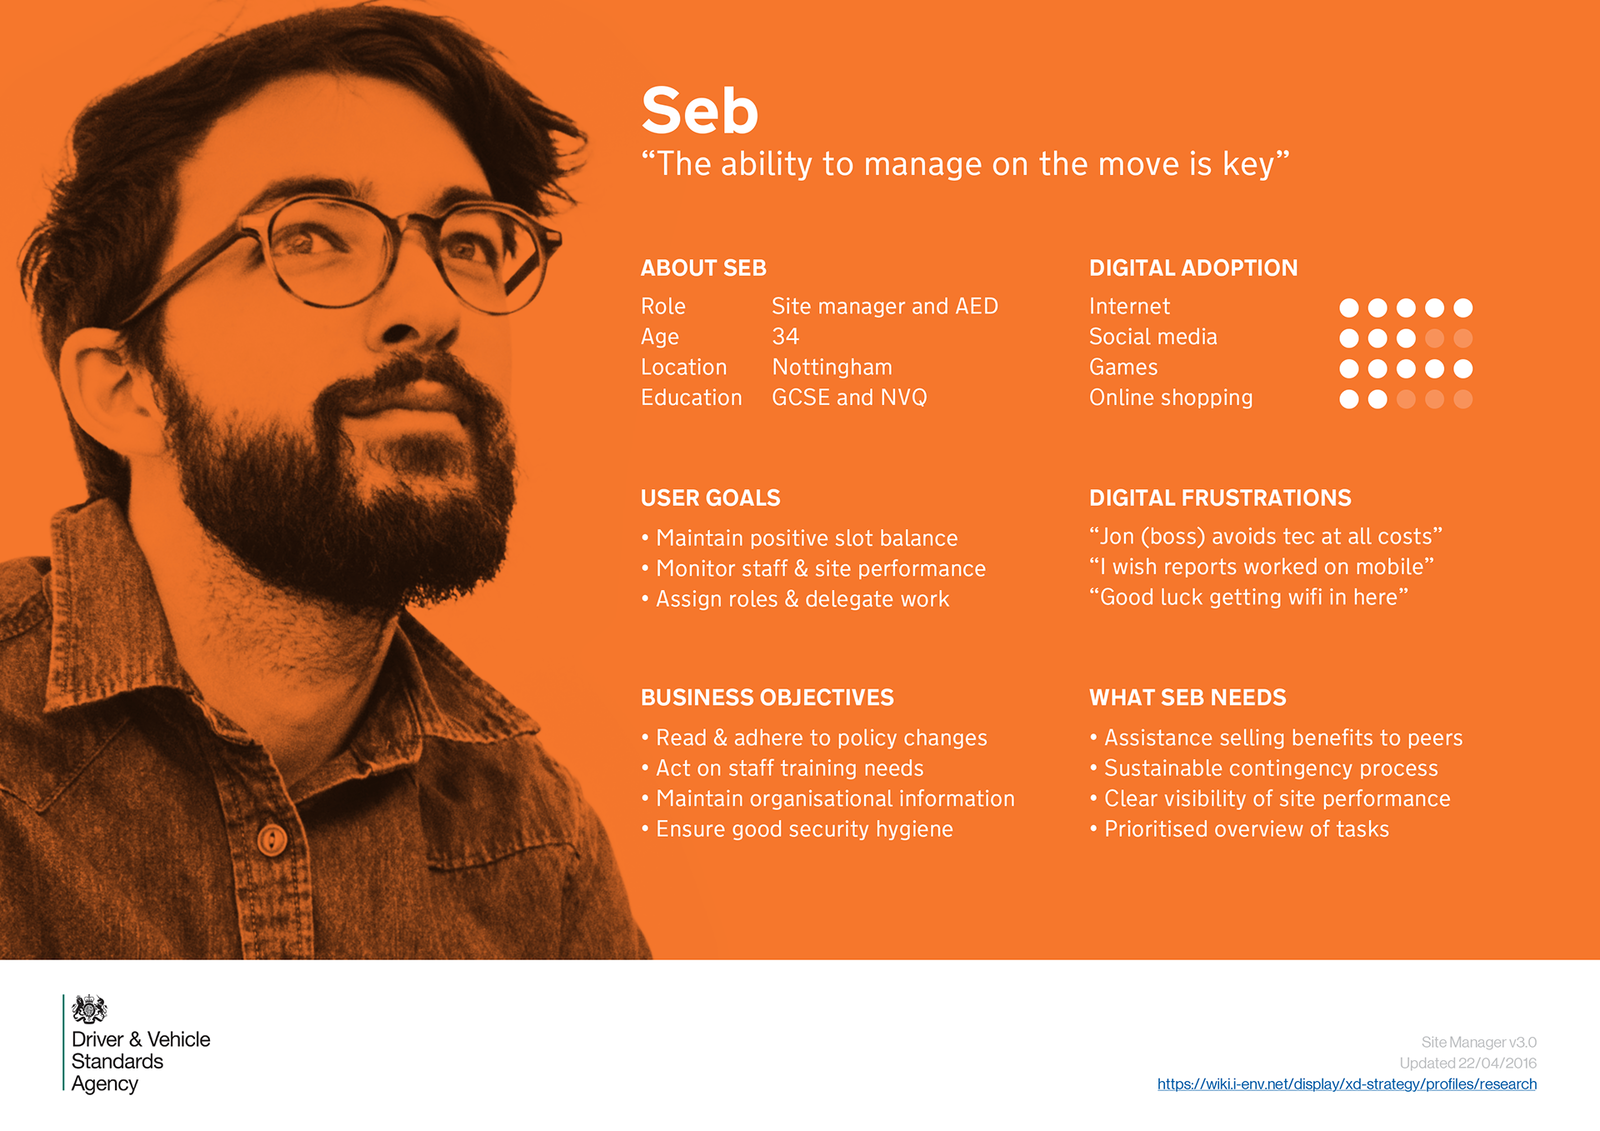 Seb
“The ability to manage on the move is key”
ABOUT SEB
Role Site manager and AED
Age 34
Location Nottingham
Education GCSE and NVQ
DIGITAL ADOPTION
Internet
Social media
Games
Online shopping
USER GOALS
• Maintain positive slot balance
• Monitor staff & site performance
• Assign roles & delegate work
DIGITAL FRUSTRATIONS
“Jon (boss) avoids tec at all costs”
“I wish reports worked on mobile”
“Good luck getting wifi in here”
BUSINESS OBJECTIVES
• Read & adhere to policy changes
• Act on staff training needs
• Maintain organisational information
• Ensure good security hygiene
WHAT SEB NEEDS
• Assistance selling benefits to peers
• Sustainable contingency process
• Clear visibility of site performance
• Prioritised overview of tasks
Driver & Vehicle
Standards
Agency
Site Manager v3.0
Updated 22/04/2016
https://wiki.i-env.net/display/xd-strategy/profiles/research